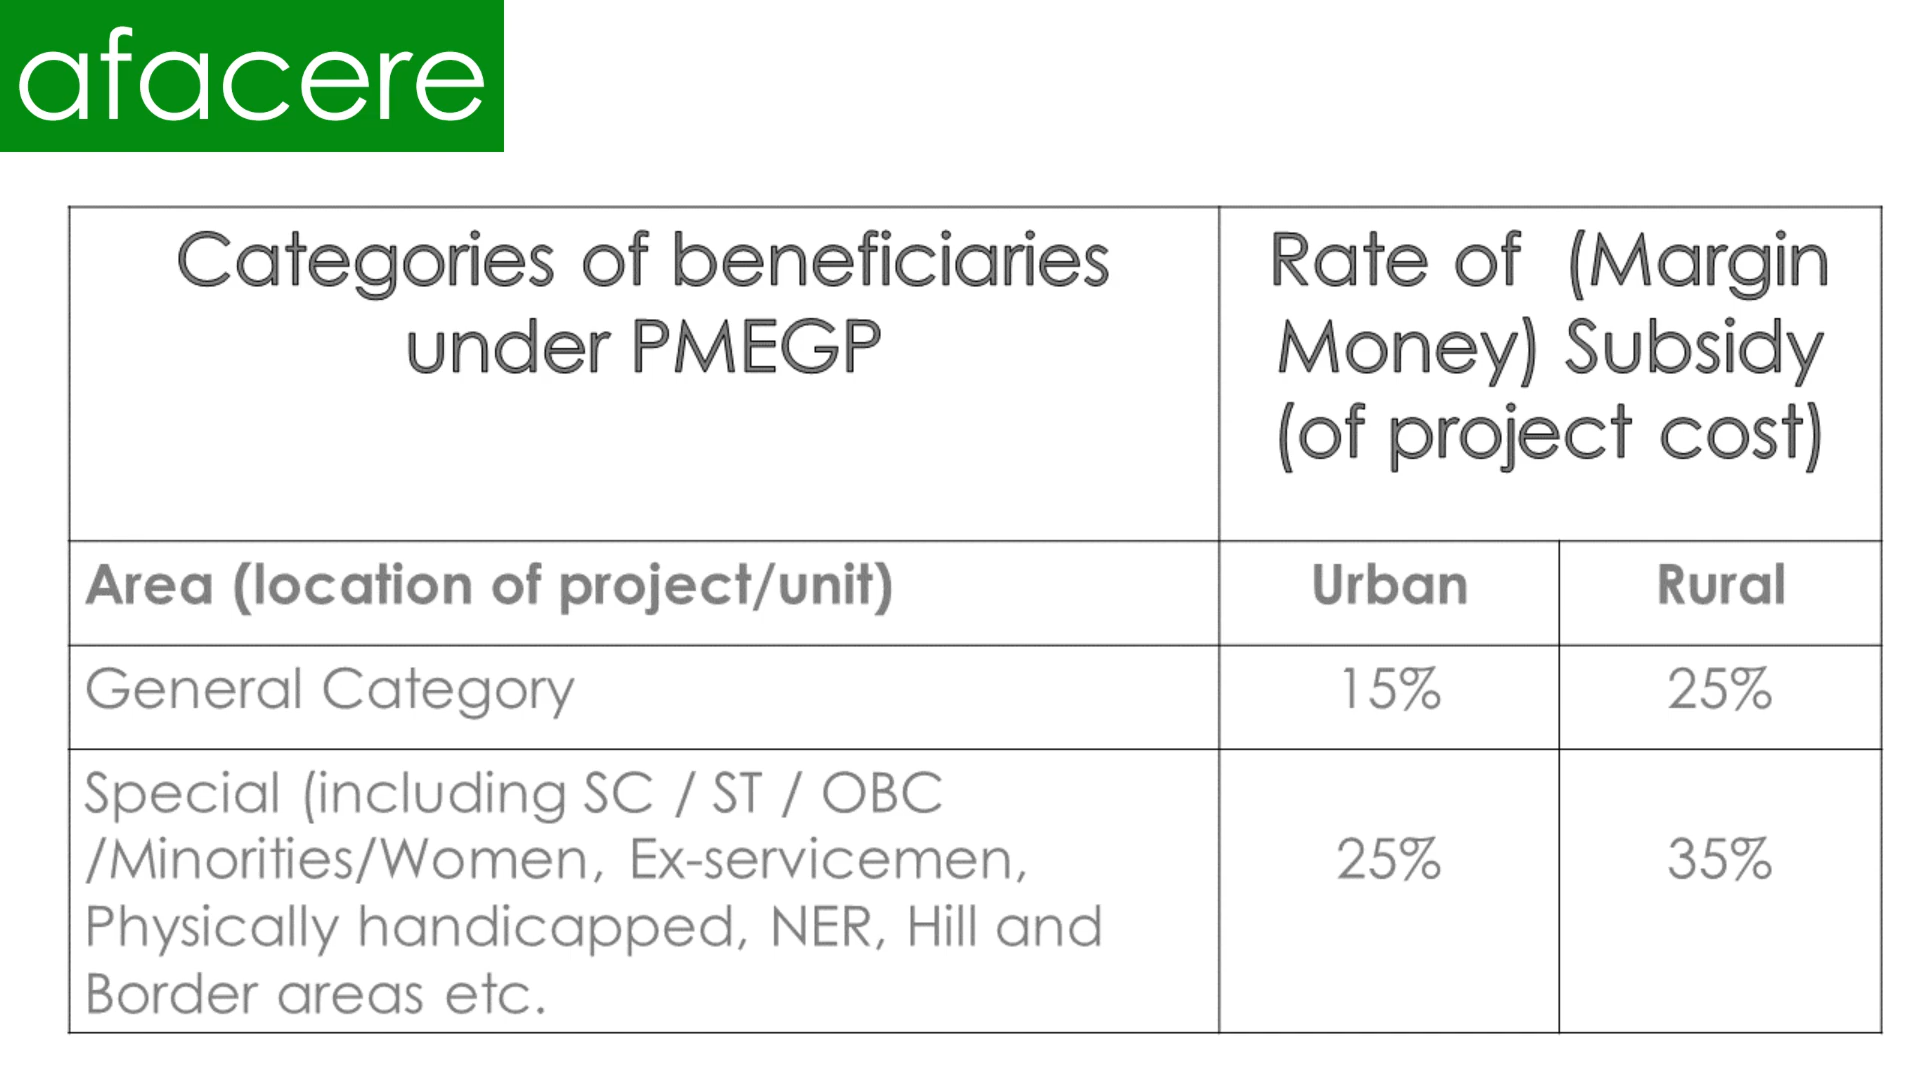 afacere
Categories of beneficiaries
under PMEGP
Rate of (Margin
Money) Subsidy
(of project cost)
Area (location of project/unit)
Urban
Rural
General Category
15%
25%
Special (including SC / ST / OBC
/Minorities/Women, Ex-servicemen,
Physically handicapped, NER, Hill and
Border areas etc.
25%
35%